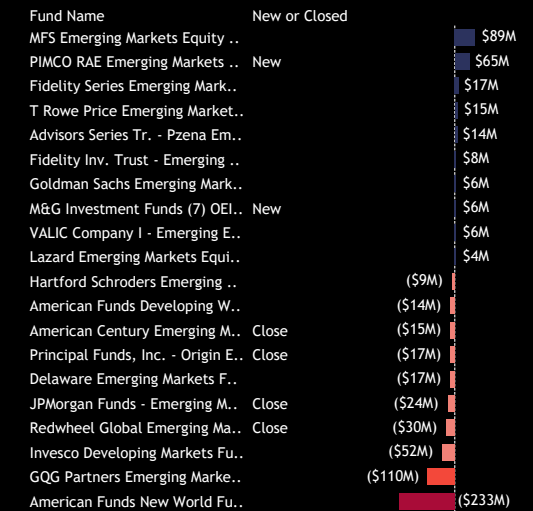 Fund Name New or Closed
MFS Emerging Markets Equity .. $89M
PIMCO RAE Emerging Markets .. New $65M
Fidelity Series Emerging Mark.. $17M
T Rowe Price Emerging Market.. $15M
Advisors Series Tr. - Pzena Em.. $14M
Fidelity Inv. Trust - Emerging .. $8M
Goldman Sachs Emerging Mark.. $6M
M&G Investment Funds (7) OEI.. New $6M
VALIC Company I - Emerging E.. $6M
Lazard Emerging Markets Equi.. $4M
Hartford Schroders Emerging .. ($9M)
American Funds Developing W.. ($14M)
American Century Emerging M.. Close ($15M)
Principal Funds, Inc. - Origin E.. Close ($17M)
Delaware Emerging Markets F.. ($17M)
JPMorgan Funds - Emerging M.. Close ($24M)
Redwheel Global Emerging Ma.. Close ($30M)
Invesco Developing Markets Fu.. ($52M)
GQG Partners Emerging Marke.. ($110M)
American Funds New World Fu.. ($233M)